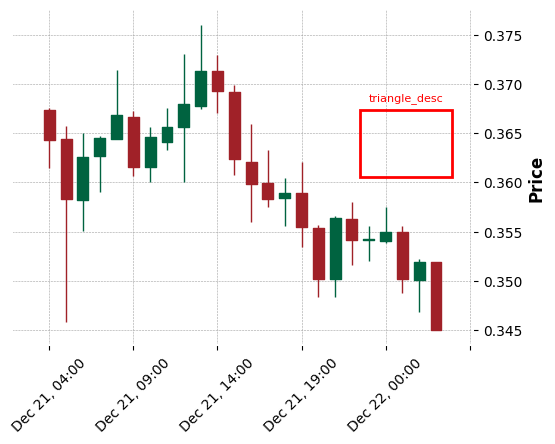 triangle_desc
0.375
0.370
0.365
0.360
0.355
0.350
0.345
Price
Dec 21, 04:00
Dec 21, 09:00
Dec 21, 14:00
Dec 21, 19:00
Dec 22, 00:00